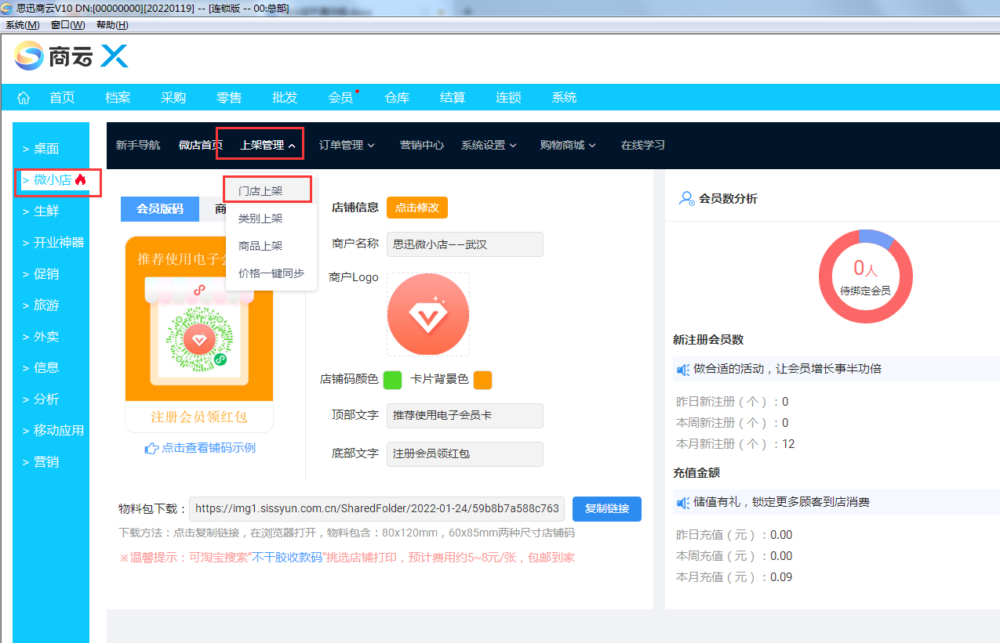 思迅商云V10 DN:[00000000][20220119] -- [连锁版 -- 00:总部]
系统(M) 窗口(W) 帮助(H)
商云 X
首页 档案 采购 零售 批发 会员 仓库 结算 连锁 系统
> 桌面
> 微小店
> 生鲜
> 开业神器
> 促销
> 旅游
> 外卖
> 信息
> 分析
> 移动应用
> 营销
新手导航 微店首页 上架管理 订单管理 营销中心 系统设置 购物商城 在线学习
门店上架
类别上架
商品上架
价格一键同步
会员版码 商
推荐使用电子会
注册会员领红包
点击查看铺码示例
店铺信息 点击修改
商户名称 思迅微小店——武汉
商户Logo
店铺码颜色 卡片背景色
顶部文字 推荐使用电子会员卡
底部文字 注册会员领红包
物料包下载： https://img1.sissyun.com.cn/SharedFolder/2022-01-24/59b8b7a588c763 复制链接
下载方法：点击复制链接，在浏览器打开，物料包含：80x120mm，60x85mm两种尺寸店铺码
※温馨提示：可淘宝搜索“不干胶收款码”挑选店铺打印，预计费用约5~8元/张，包邮到家
会员数分析
0人
待绑定会员
新注册会员数
做合适的活动，让会员增长事半功倍
昨日新注册（个）：0
本周新注册（个）：0
本月新注册（个）：12
充值金额
储值有礼，锁定更多顾客到店消费
昨日充值（元）：0.00
本周充值（元）：0.00
本月充值（元）：0.09